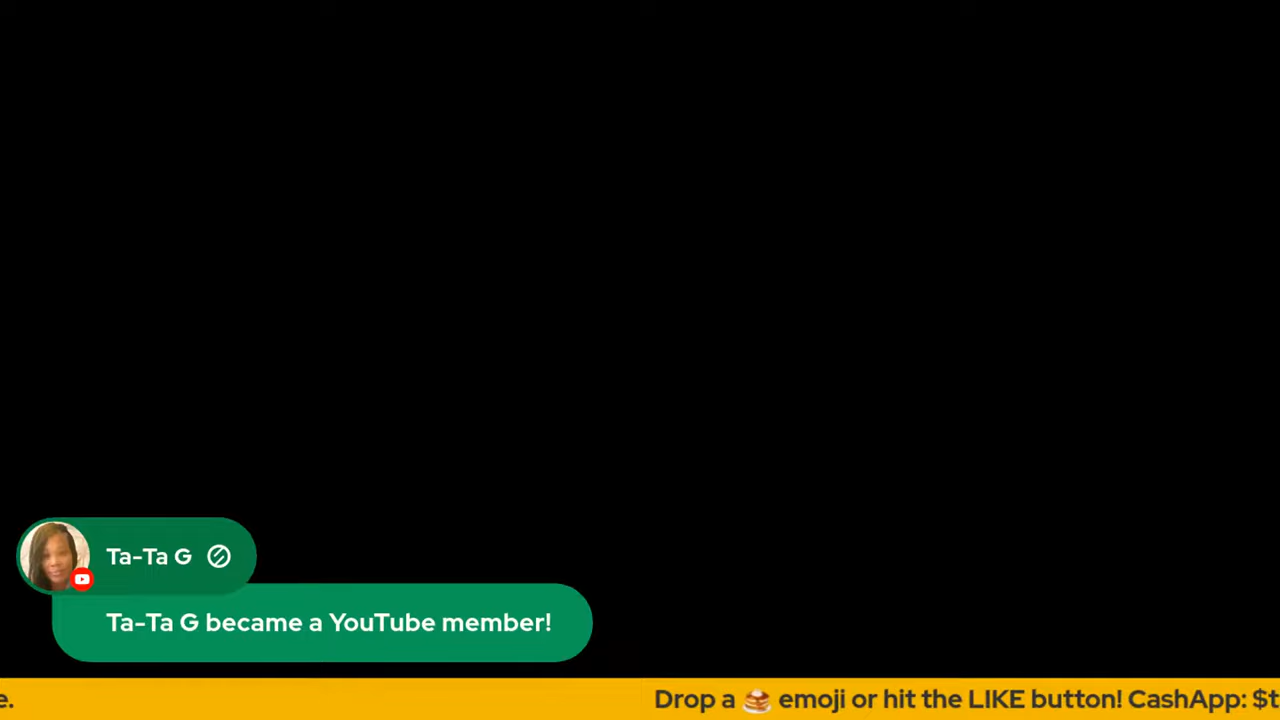 Ta-Ta G
Ta-Ta G became a YouTube member!
e.
Drop a 🥞 emoji or hit the LIKE button! CashApp: $t